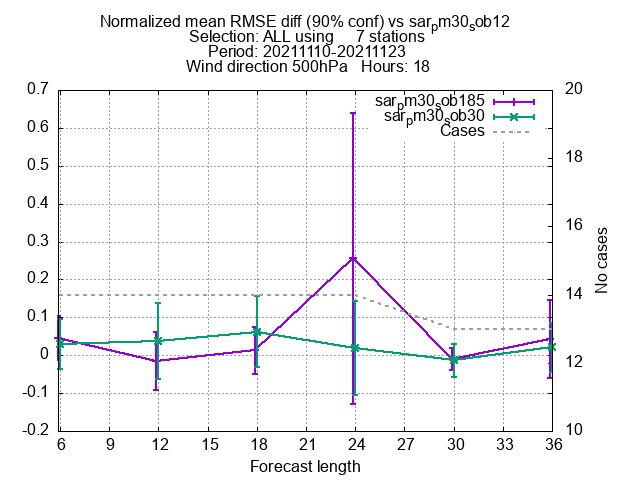 Normalized mean RMSE diff (90% conf) vs sarpm30sob12
Selection: ALL using 7 stations
Period: 20211110-20211123
Wind direction 500hPa Hours: 18
sarpm30sob185
sarpm30sob30
Cases
0.7
0.6
0.5
0.4
0.3
0.2
0.1
0
-0.1
-0.2
20
18
16
14
12
10
No cases
6 9 12 15 18 21 24 27 30 33 36
Forecast length